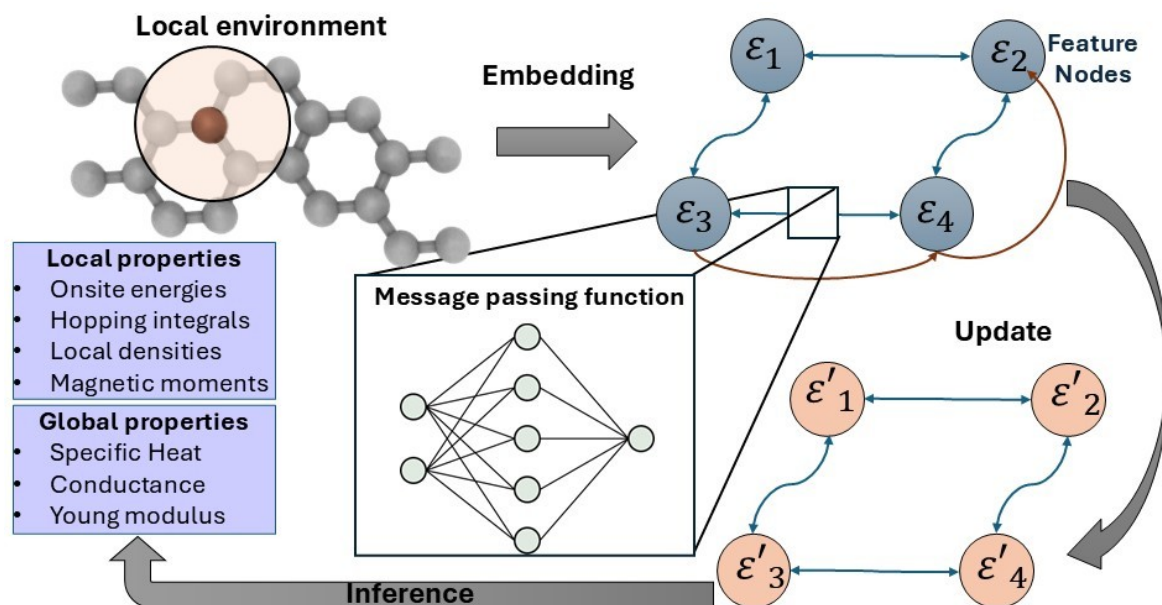 Local environment
Embedding
ε₁
ε₂
Feature
Nodes
ε₃
ε₄
Local properties
• Onsite energies
• Hopping integrals
• Local densities
• Magnetic moments
Global properties
• Specific Heat
• Conductance
• Young modulus
Message passing function
Update
ε′₁
ε′₂
ε′₃
ε′₄
Inference